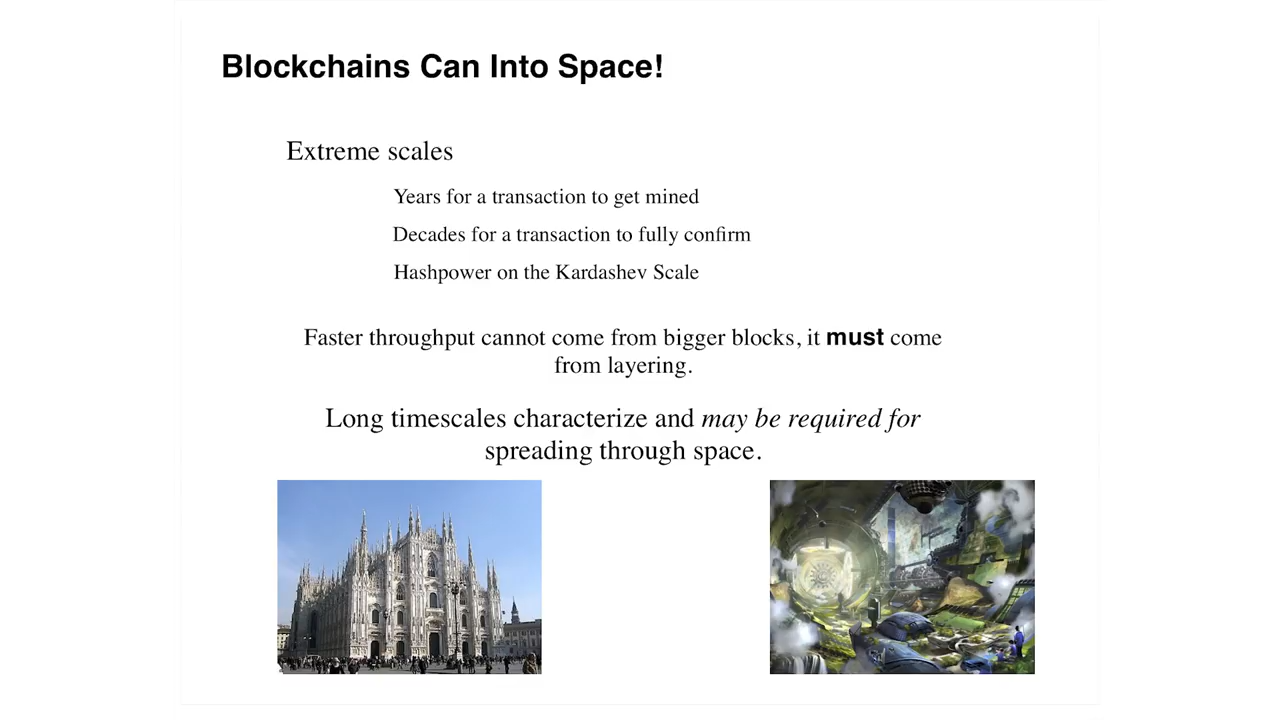 Blockchains Can Into Space!
Extreme scales
Years for a transaction to get mined
Decades for a transaction to fully confirm
Hashpower on the Kardashev Scale
Faster throughput cannot come from bigger blocks, it must come
from layering.
Long timescales characterize and may be required for
spreading through space.